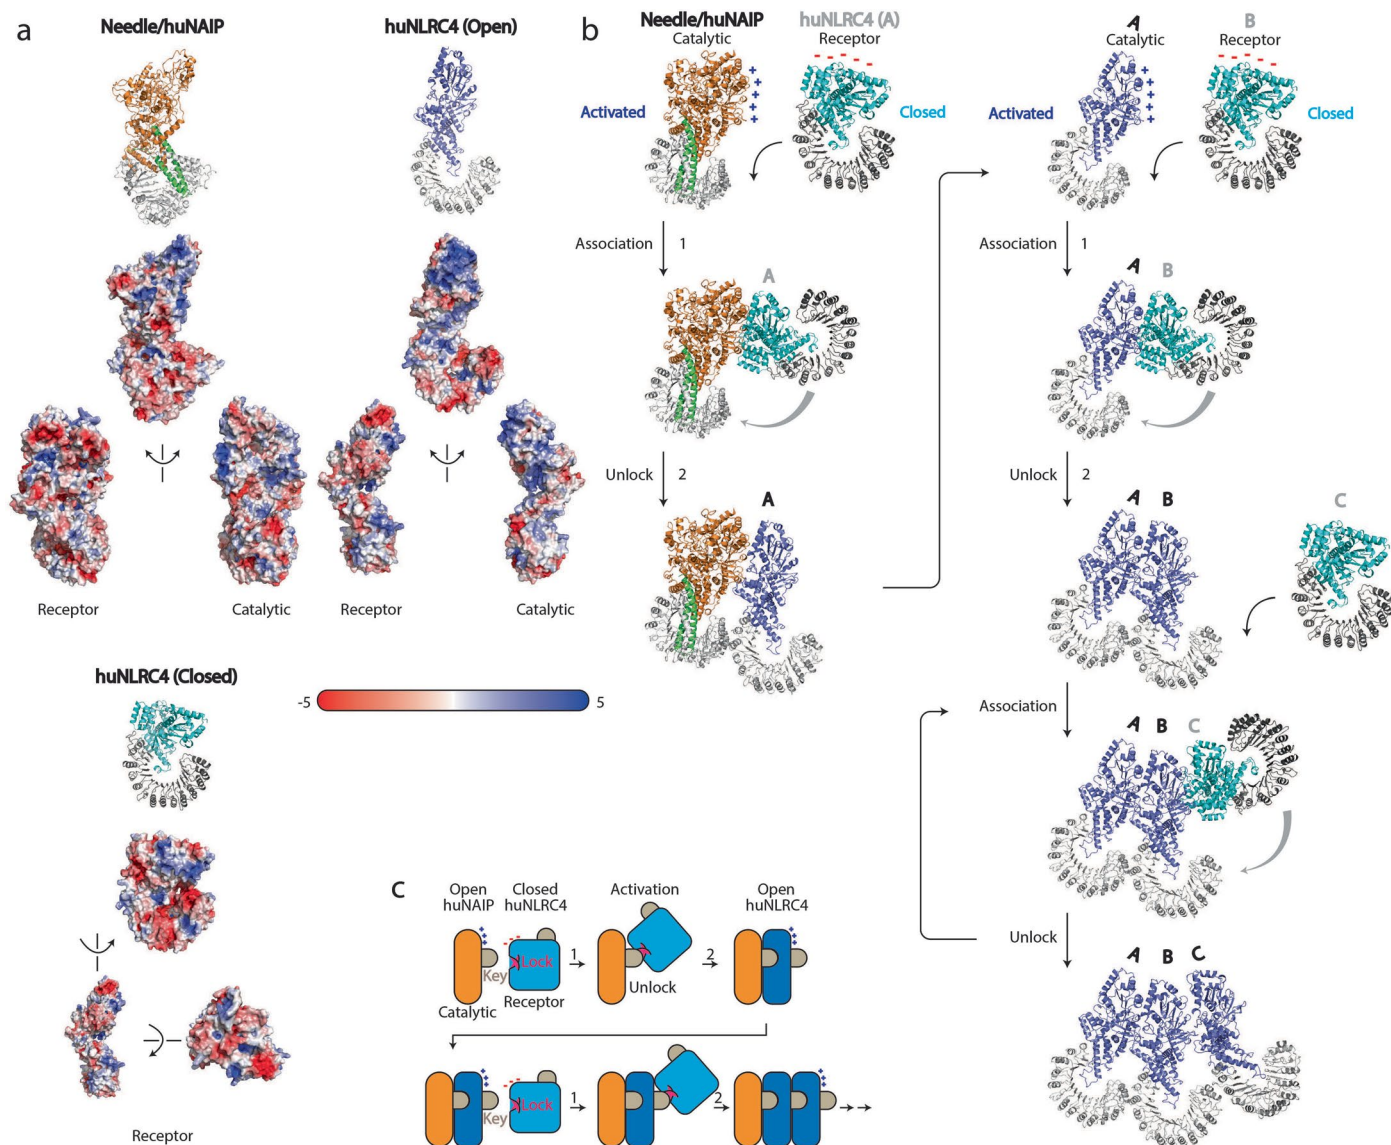 a
Needle/huNAIP
huNLRC4 (Open)
Receptor
Catalytic
Receptor
Catalytic
huNLRC4 (Closed)
-5
5
Receptor
b
Needle/huNAIP
Catalytic
huNLRC4 (A)
Receptor
- - - - -
Activated
+ + + + +
Closed
Association
1
A
Unlock
2
A
A
Catalytic
B
Receptor
- - - - -
Activated
+ + + + +
Closed
Association
1
A B
Unlock
2
A B
C
Association
A B C
Unlock
A B C
c
Open
huNAIP
Closed
huNLRC4
Activation
Open
huNLRC4
+++
---
1
2
+++
Key
Lock
Catalytic
Receptor
Unlock
+++
---
1
2
+++
Key
Lock